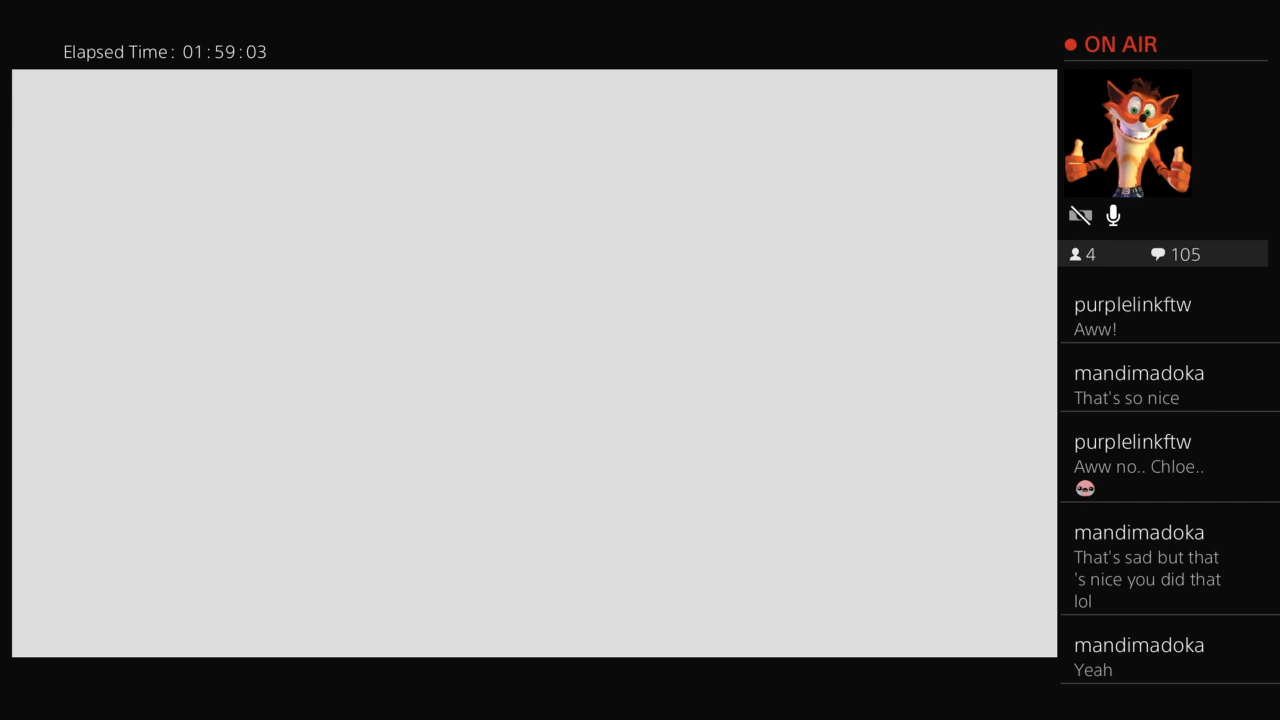 Elapsed Time: 01:59:03
ON AIR
4 105
purplelinkftw
Aww!
mandimadoka
That's so nice
purplelinkftw
Aww no.. Chloe..
mandimadoka
That's sad but that
's nice you did that
lol
mandimadoka
Yeah